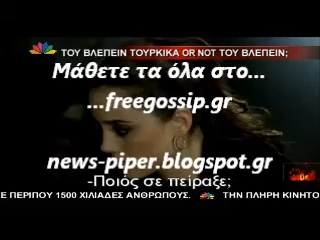 ΤΟΥ ΒΛΕΠΕΙΝ ΤΟΥΡΚΙΚΑ OR NOT ΤΟΥ ΒΛΕΠΕΙΝ;
Μάθετε τα όλα στο...
...freegossip.gr
news-piper.blogspot.gr
-Ποιός σε πείραξε;
Ε ΠΕΡΙΠΟΥ 1500 ΧΙΛΙΑΔΕΣ ΑΝΘΡΩΠΟΥΣ. ΤΗΝ ΠΛΗΡΗ ΚΙΝΗΤΟ